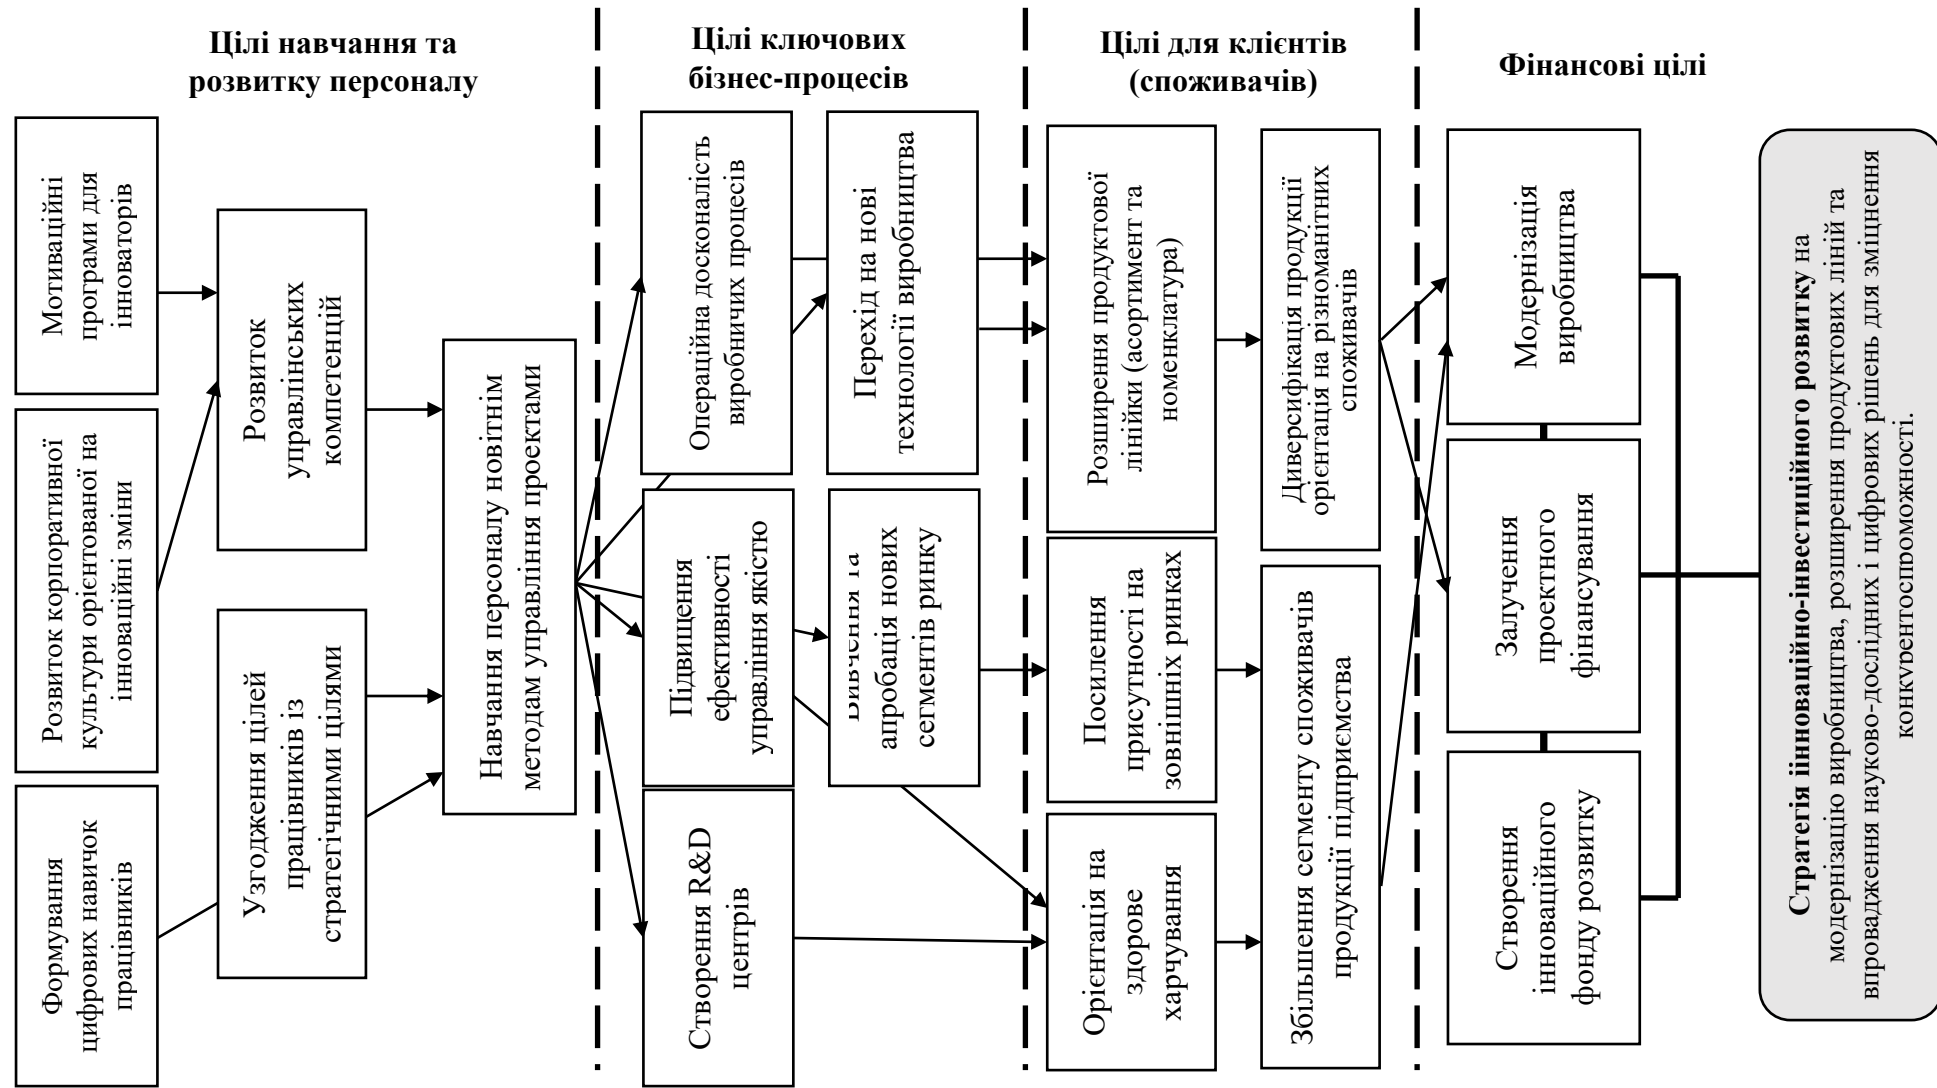 Цілі навчання та
розвитку персоналу
Цілі ключових
бізнес-процесів
Цілі для клієнтів
(споживачів)
Фінансові цілі
Мотиваційні
програми для
інноваторів
Розвиток корпоративної
культури орієнтованої на
інноваційні зміни
Формування
цифрових навичок
працівників
Розвиток
управлінських
компетенцій
Узгодження цілей
працівників із
стратегічними цілями
Навчання персоналу новітнім
методам управління проектами
Операційна досконалість
виробничих процесів
Підвищення
ефективності
управління якістю
Створення R&D
центрів
Перехід на нові
технології виробництва
Вивчення та
апробація нових
сегментів ринку
Розширення продуктової
лінійки (асортимент та
номенклатура)
Посилення
присутності на
зовнішніх ринках
Орієнтація на
здорове
харчування
Диверсифікація продукції
орієнтація на різноманітних
споживачів
Збільшення сегменту споживачів
продукції підприємства
Модернізація
виробництва
Залучення
проектного
фінансування
Створення
інноваційного
фонду розвитку
Стратегія іінноваційно-інвестиційного розвитку на
модернізацію виробництва, розширення продуктових ліній та
впровадження науково-дослідних і цифрових рішень для зміцнення
конкурентоспроможності.